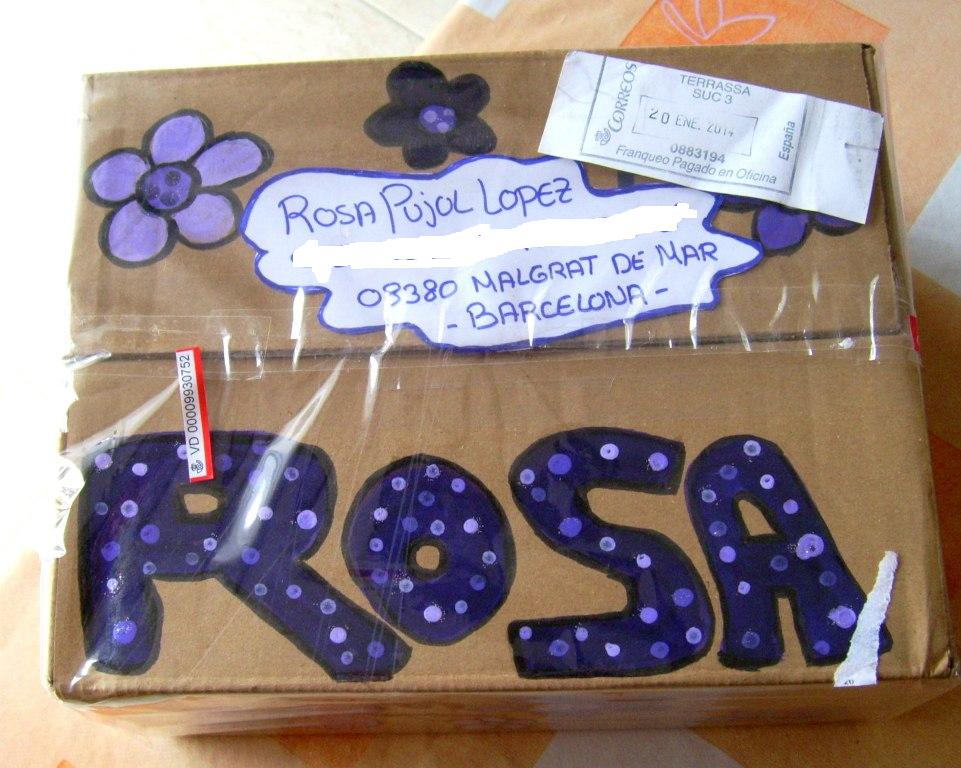 CORREOS
TERRASSA
SUC 3
20 ENE. 2014
0883194
Franqueo Pagado en Oficina
España
ROSA PUJOL LOPEZ
08380 MALGRAT DE MAR
- BARCELONA -
VD 00009930752
ROSA